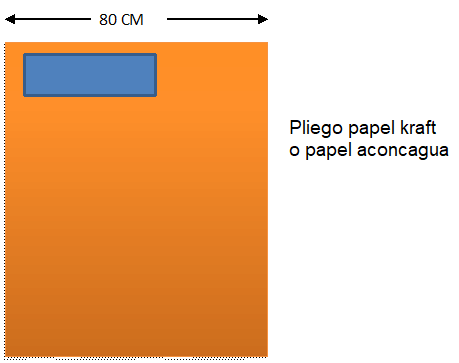 80 CM
Pliego papel kraft
o papel aconcagua